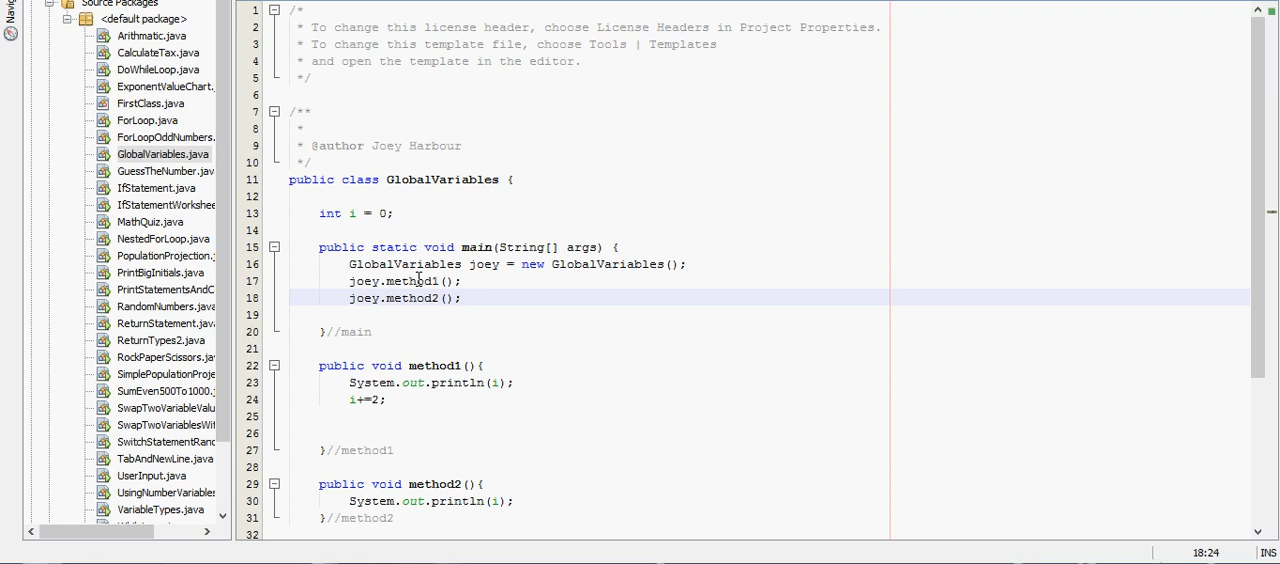 Navig
Source Packages
<default package>
Arithmatic.java
CalculateTax.java
DoWhileLoop.java
ExponentValueChart.
FirstClass.java
ForLoop.java
ForLoopOddNumbers.
GlobalVariables.java
GuessTheNumber.java
IfStatement.java
IfStatementWorkshee
MathQuiz.java
NestedForLoop.java
PopulationProjection.
PrintBigInitials.java
PrintStatementsAndC
RandomNumbers.java
ReturnStatement.java
ReturnTypes2.java
RockPaperScissors.jav
SimplePopulationProje
SumEven500To1000.j
SwapTwoVariableValu
SwapTwoVariablesWit
SwitchStatementRand
TabAndNewLine.java
UserInput.java
UsingNumberVariables
VariableTypes.java
1 /*
2 * To change this license header, choose License Headers in Project Properties.
3 * To change this template file, choose Tools | Templates
4 * and open the template in the editor.
5 */
6
7 /**
8 *
9 * @author Joey Harbour
10 */
11 public class GlobalVariables {
12
13 int i = 0;
14
15 public static void main(String[] args) {
16 GlobalVariables joey = new GlobalVariables();
17 joey.method1();
18 joey.method2();
19
20 }//main
21
22 public void method1(){
23 System.out.println(i);
24 i+=2;
25
26
27 }//method1
28
29 public void method2(){
30 System.out.println(i);
31 }//method2
32
18:24 INS